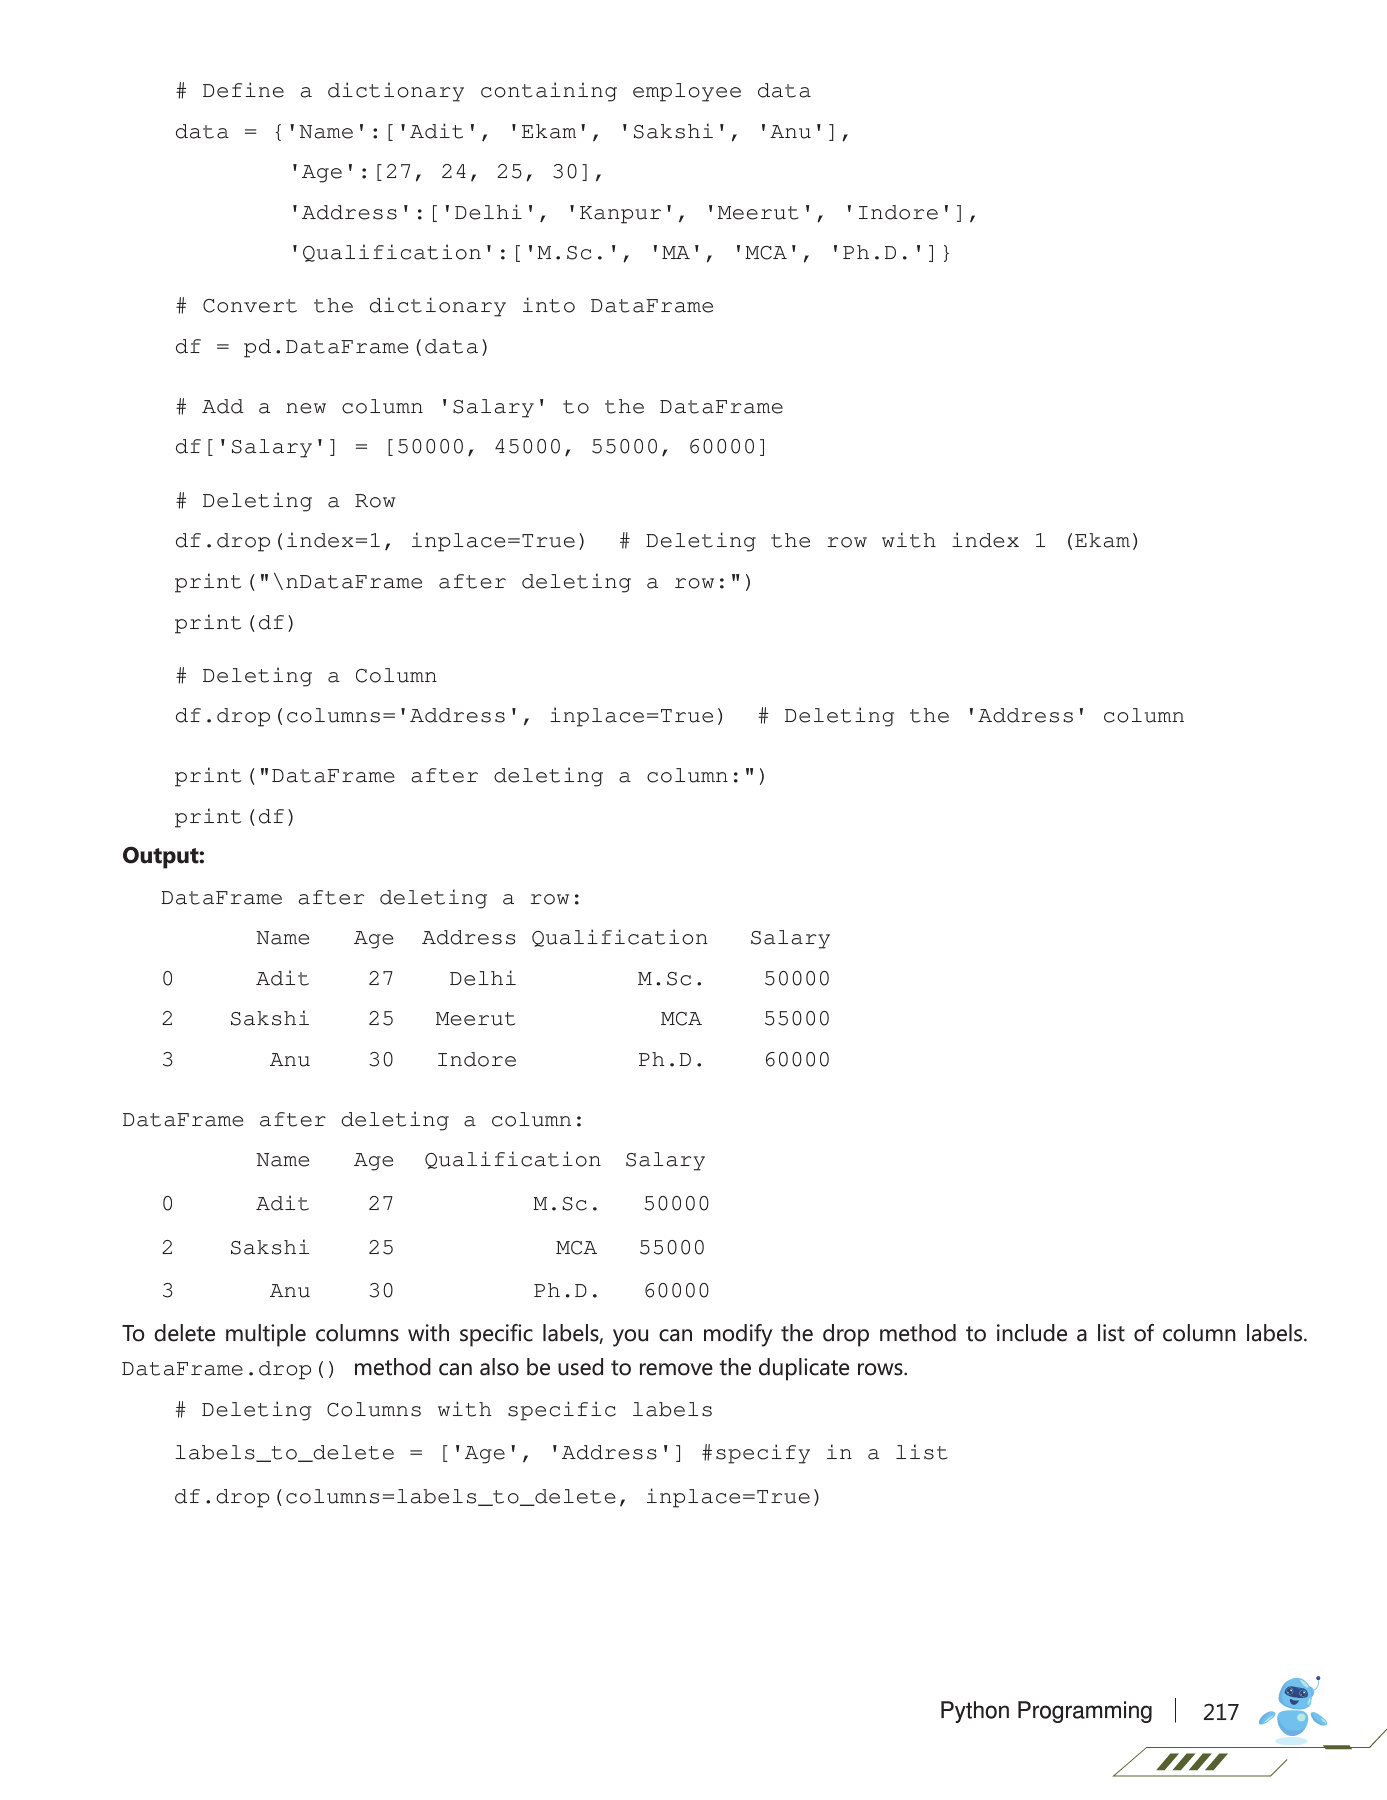 # Define a dictionary containing employee data
data = {'Name':['Adit', 'Ekam', 'Sakshi', 'Anu'],
'Age':[27, 24, 25, 30],
'Address':['Delhi', 'Kanpur', 'Meerut', 'Indore'],
'Qualification':['M.Sc.', 'MA', 'MCA', 'Ph.D.']}
# Convert the dictionary into DataFrame
df = pd.DataFrame(data)
# Add a new column 'Salary' to the DataFrame
df['Salary'] = [50000, 45000, 55000, 60000]
# Deleting a Row
df.drop(index=1, inplace=True)  # Deleting the row with index 1 (Ekam)
print("\nDataFrame after deleting a row:")
print(df)
# Deleting a Column
df.drop(columns='Address', inplace=True)  # Deleting the 'Address' column
print("DataFrame after deleting a column:")
print(df)
Output:
DataFrame after deleting a row:
Name Age Address Qualification Salary
0 Adit 27 Delhi M.Sc. 50000
2 Sakshi 25 Meerut MCA 55000
3 Anu 30 Indore Ph.D. 60000
DataFrame after deleting a column:
Name Age Qualification Salary
0 Adit 27 M.Sc. 50000
2 Sakshi 25 MCA 55000
3 Anu 30 Ph.D. 60000
To delete multiple columns with specific labels, you can modify the drop method to include a list of column labels.
DataFrame.drop() method can also be used to remove the duplicate rows.
# Deleting Columns with specific labels
labels_to_delete = ['Age', 'Address'] #specify in a list
df.drop(columns=labels_to_delete, inplace=True)
Python Programming | 217